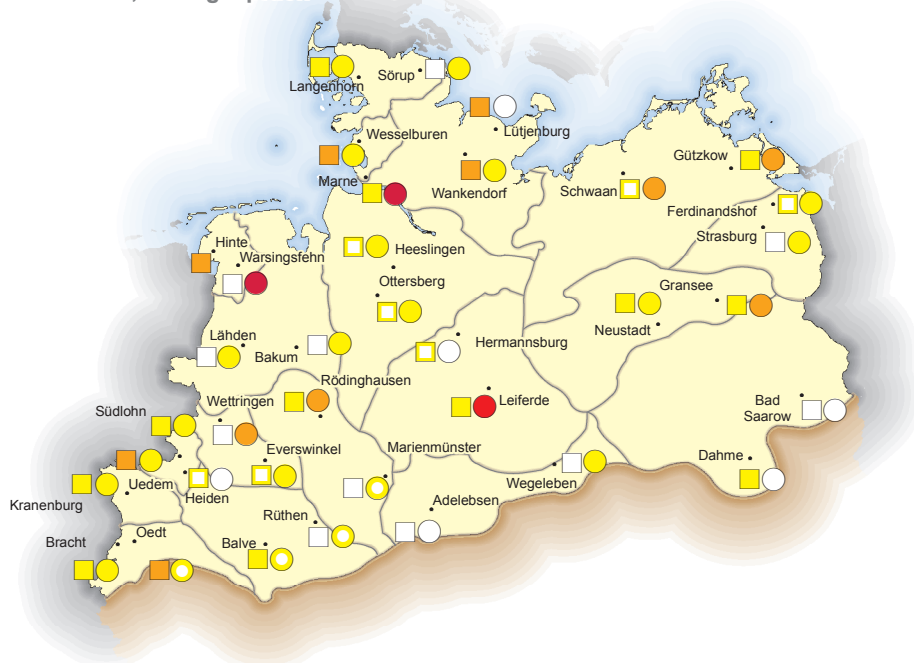 Langenhorn
Sörup
Lütjenburg
Wesselburen
Marne
Wankendorf
Gützkow
Schwaan
Ferdinandshof
Strasburg
Hinte
Warsingsfehn
Heeslingen
Ottersberg
Gransee
Neustadt
Lähden
Bakum
Hermannsburg
Rödinghausen
Leiferde
Bad
Saarow
Südlohn
Wettringen
Everswinkel
Marienmünster
Dahme
Wegeleben
Uedem
Heiden
Kranenburg
Adelebsen
Rüthen
Oedt
Bracht
Balve